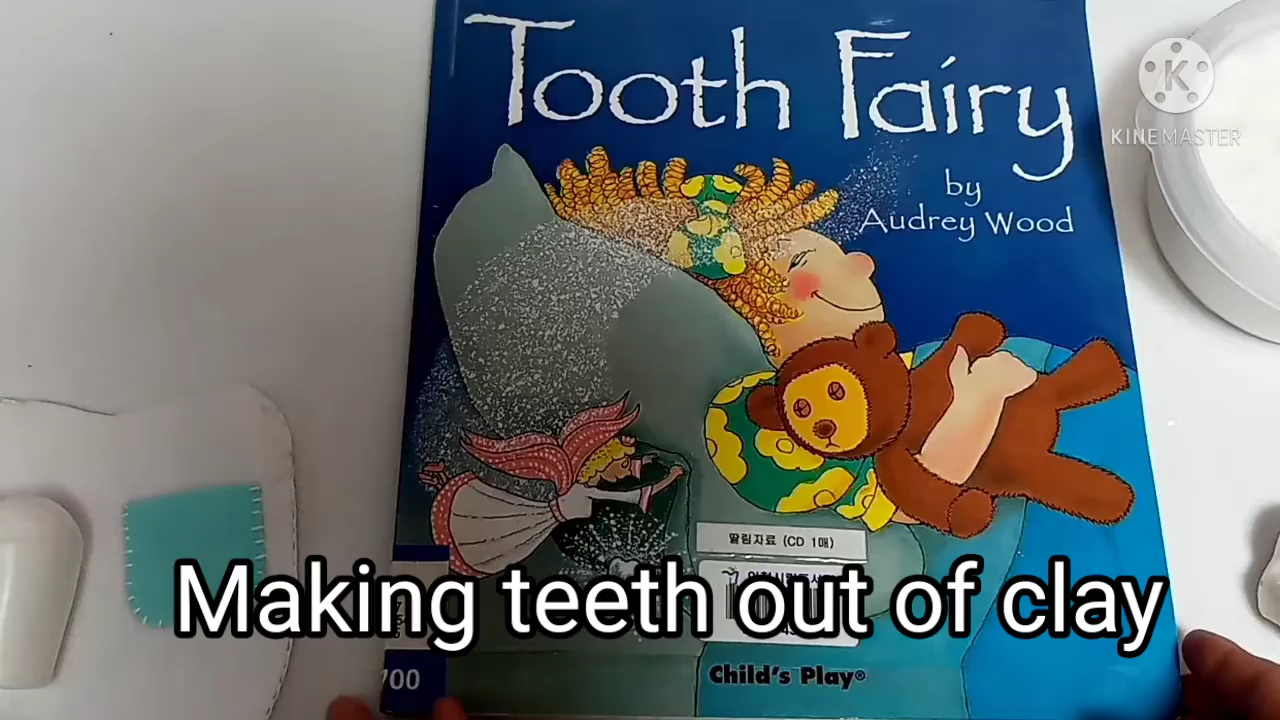 Tooth Fairy
by
Audrey Wood
K
KINEMASTER
딸림자료 (CD 1매)
Making teeth out of clay
700
Child's Play®